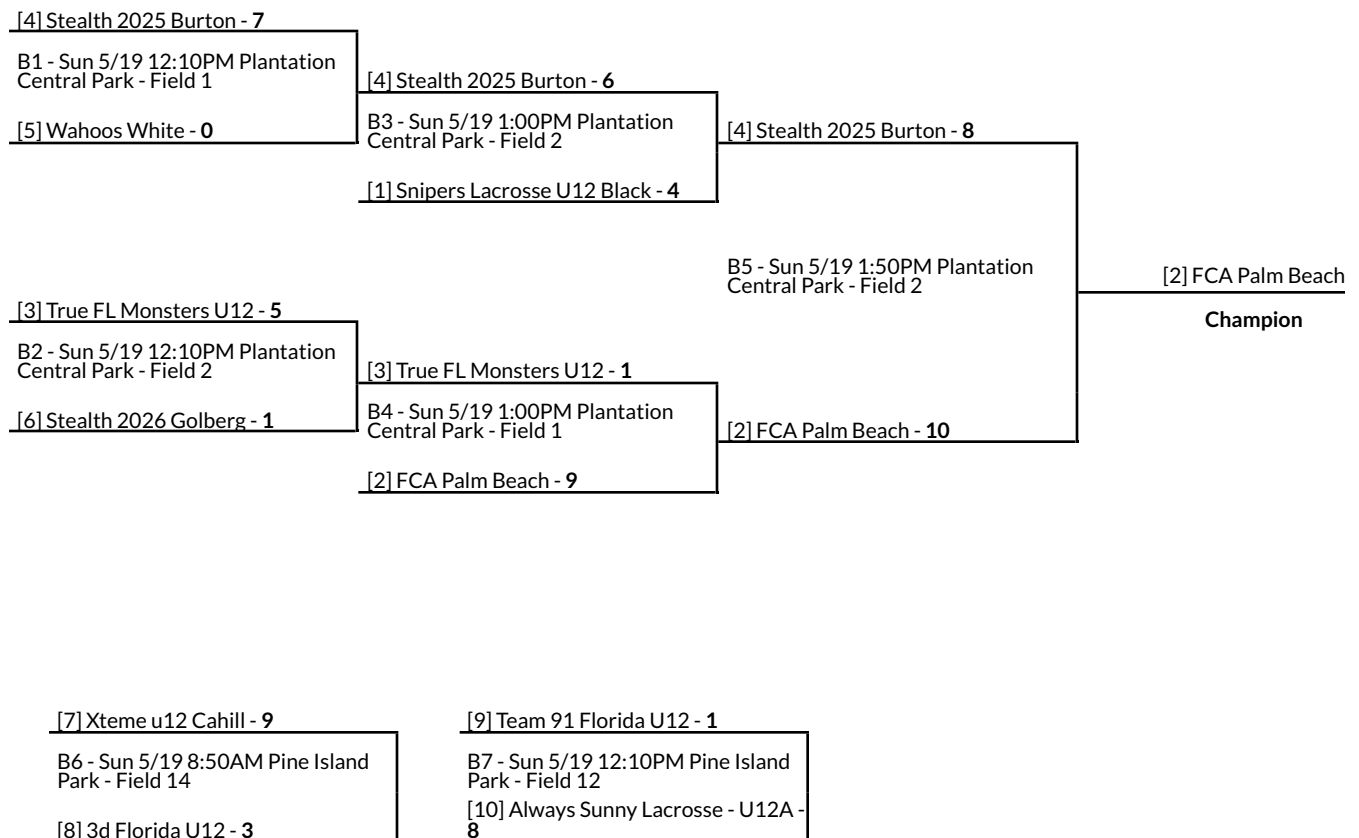 [4] Stealth 2025 Burton - 7
B1 - Sun 5/19 12:10PM Plantation
Central Park - Field 1
[5] Wahoos White - 0
[4] Stealth 2025 Burton - 6
B3 - Sun 5/19 1:00PM Plantation
Central Park - Field 2
[1] Snipers Lacrosse U12 Black - 4
[4] Stealth 2025 Burton - 8
B5 - Sun 5/19 1:50PM Plantation
Central Park - Field 2
[2] FCA Palm Beach
Champion
[3] True FL Monsters U12 - 5
B2 - Sun 5/19 12:10PM Plantation
Central Park - Field 2
[6] Stealth 2026 Golberg - 1
[3] True FL Monsters U12 - 1
B4 - Sun 5/19 1:00PM Plantation
Central Park - Field 1
[2] FCA Palm Beach - 9
[2] FCA Palm Beach - 10
[7] Xteme u12 Cahill - 9
B6 - Sun 5/19 8:50AM Pine Island
Park - Field 14
[8] 3d Florida U12 - 3
[9] Team 91 Florida U12 - 1
B7 - Sun 5/19 12:10PM Pine Island
Park - Field 12
[10] Always Sunny Lacrosse - U12A -
8